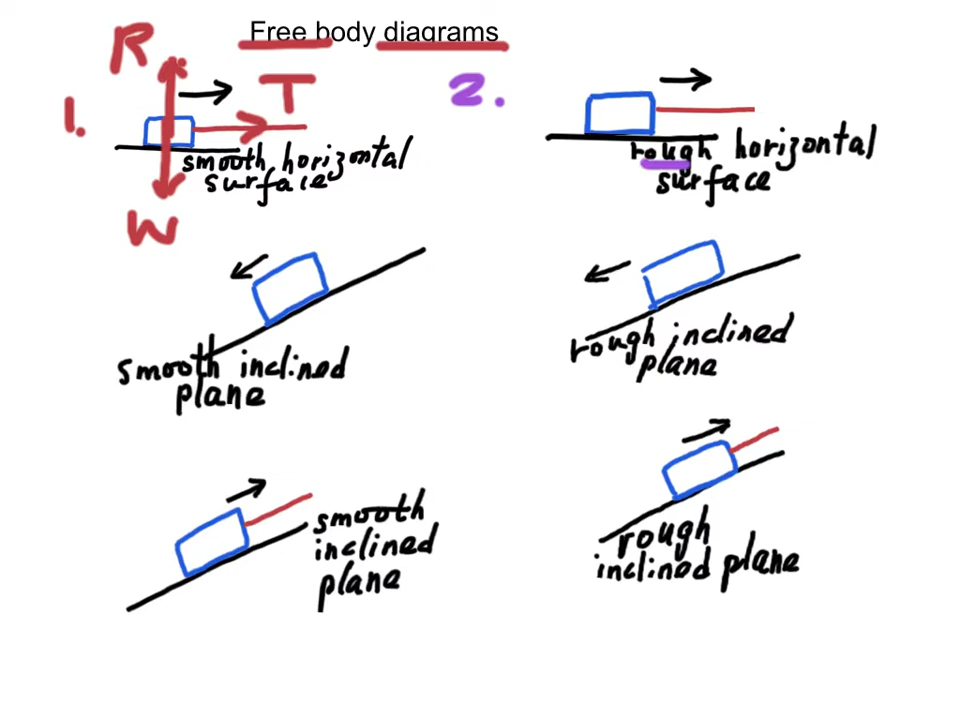 Free body diagrams
R
T
1.
2.
smooth horizontal
surface
W
rough horizontal
surface
smooth inclined
plane
rough inclined
plane
smooth
inclined
plane
rough
inclined plane